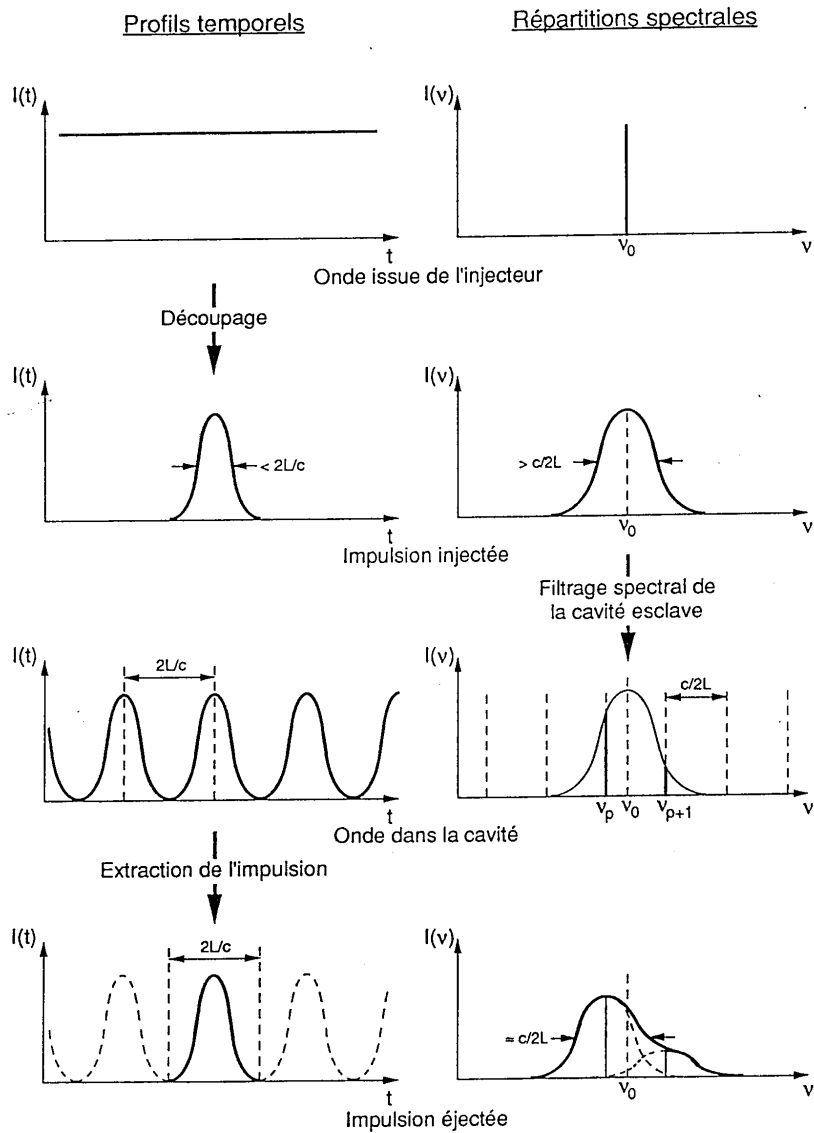 Profils temporels
Répartitions spectrales
I(t)
I(ν)
t
ν₀
ν
Onde issue de l'injecteur
Découpage
I(t)
I(ν)
< 2L/c
> c/2L
t
ν₀
ν
Impulsion injectée
Filtrage spectral de
la cavité esclave
I(t)
I(ν)
2L/c
c/2L
t
νp
ν₀
νp+1
ν
Onde dans la cavité
Extraction de l'impulsion
I(t)
I(ν)
2L/c
≈ c/2L
t
ν₀
ν
Impulsion éjectée